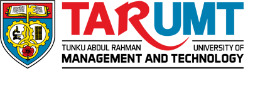 TARUMT
TUNKU ABDUL RAHMAN UNIVERSITY OF
MANAGEMENT AND TECHNOLOGY